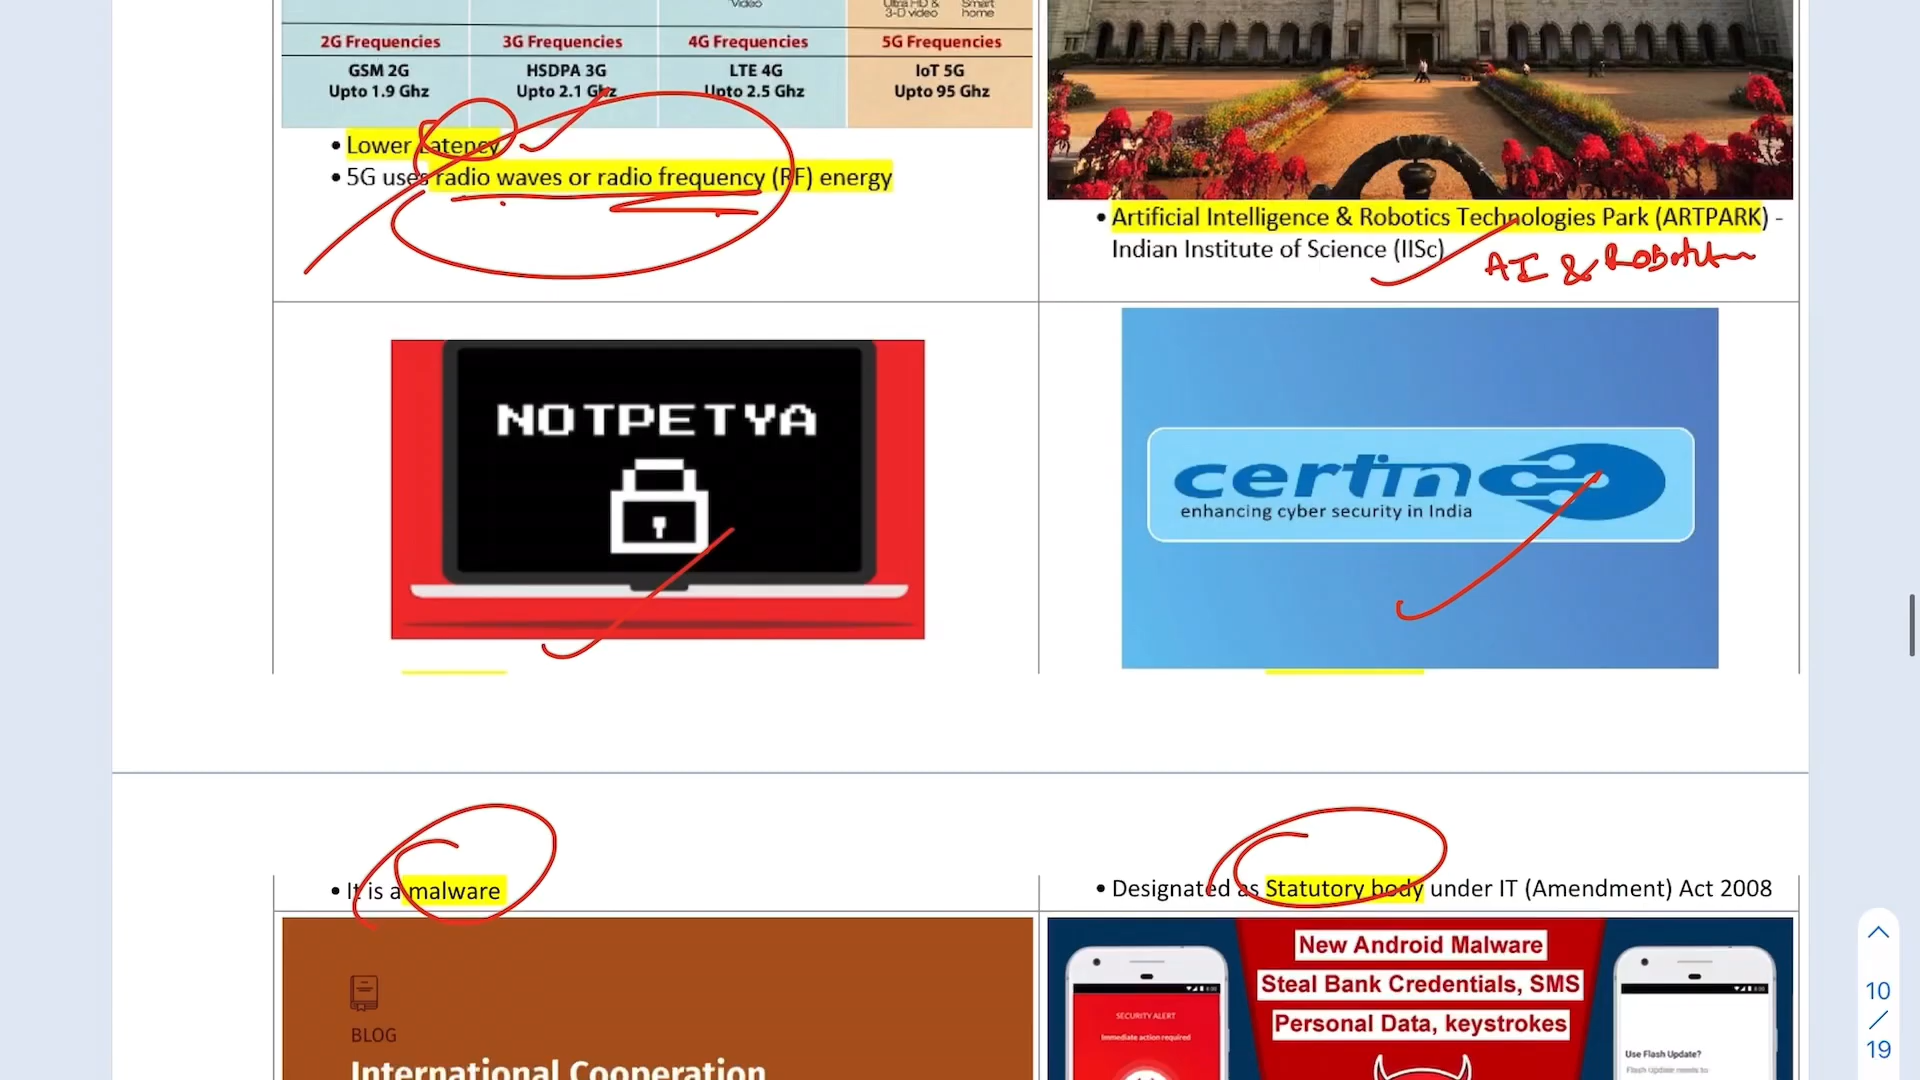 Video
Ultra HD &
3-D video
Smart
home
2G Frequencies
3G Frequencies
4G Frequencies
5G Frequencies
GSM 2G
Upto 1.9 Ghz
HSDPA 3G
Upto 2.1 Ghz
LTE 4G
Upto 2.5 Ghz
IoT 5G
Upto 95 Ghz
• Lower Latency
• 5G uses radio waves or radio frequency (RF) energy
• Artificial Intelligence & Robotics Technologies Park (ARTPARK) -
Indian Institute of Science (IISc)
AI & Robotics
NOTPETYA
certin
enhancing cyber security in India
• It is a malware
• Designated as Statutory body under IT (Amendment) Act 2008
BLOG
International Cooperation
New Android Malware
Steal Bank Credentials, SMS
Personal Data, keystrokes
SECURITY ALERT
Immediate action required
Use Flash Update?
Flash Update needs to
10
/
19